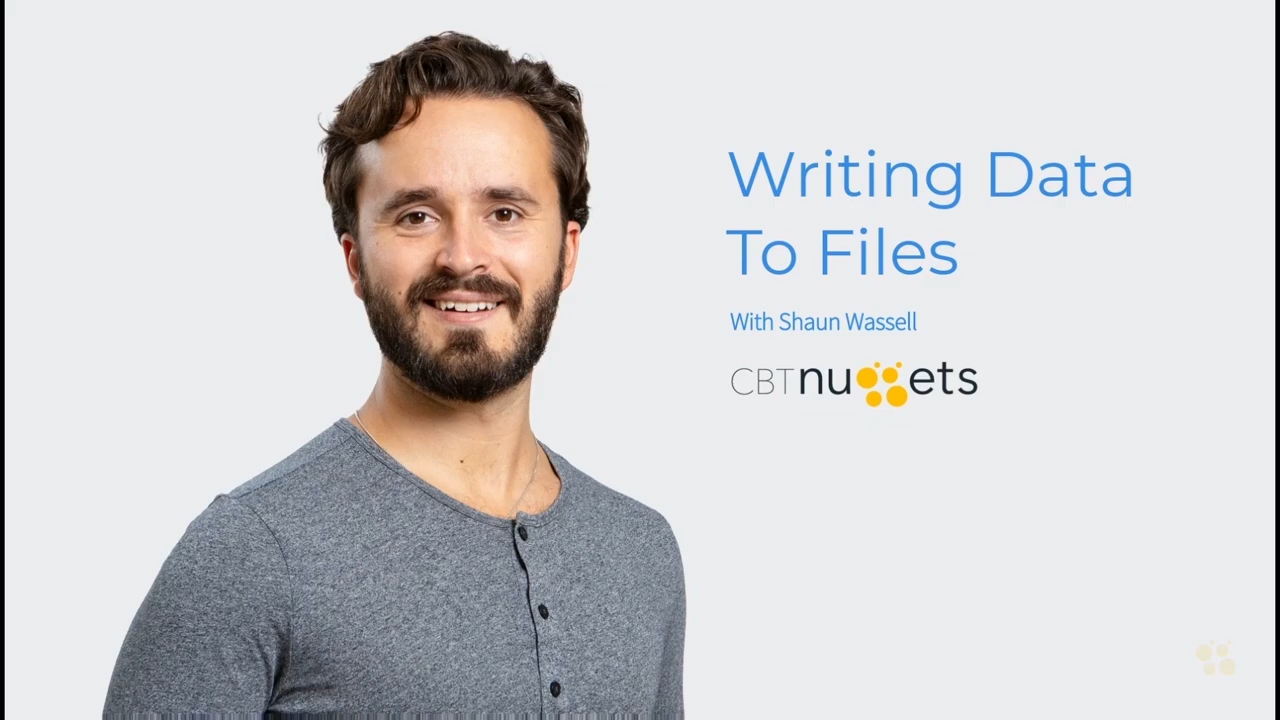 Writing Data
To Files
With Shaun Wassell
CBTnuggets